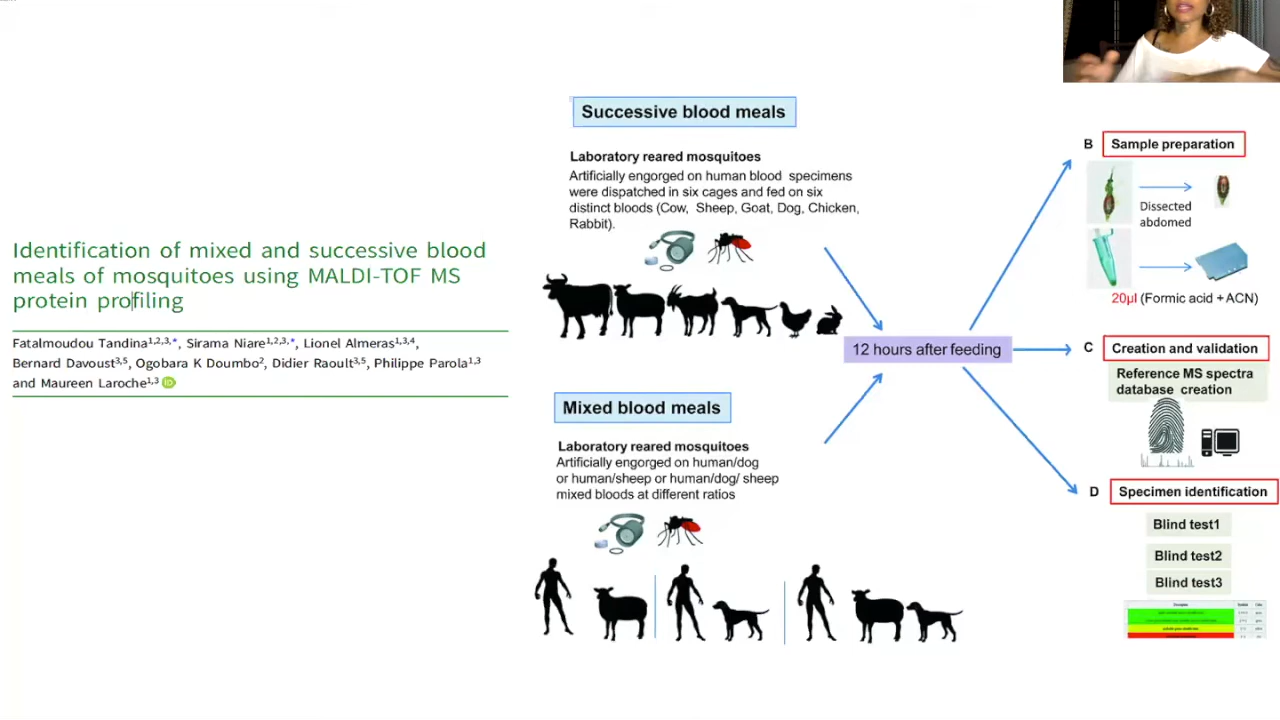 Identification of mixed and successive blood
meals of mosquitoes using MALDI-TOF MS
protein profiling
Fatalmoudou Tandina1,2,3,*, Sirama Niare1,2,3,*, Lionel Almeras1,3,4,
Bernard Davoust3,5, Ogobara K Doumbo2, Didier Raoult3,5, Philippe Parola1,3
and Maureen Laroche1,3 iD
Successive blood meals
Laboratory reared mosquitoes
Artificially engorged on human blood specimens
were dispatched in six cages and fed on six
distinct bloods (Cow, Sheep, Goat, Dog, Chicken,
Rabbit).
Mixed blood meals
Laboratory reared mosquitoes
Artificially engorged on human/dog
or human/sheep or human/dog/ sheep
mixed bloods at different ratios
12 hours after feeding
B Sample preparation
Dissected
abdomed
20µl (Formic acid + ACN)
C Creation and validation
Reference MS spectra
database creation
D Specimen identification
Blind test1
Blind test2
Blind test3